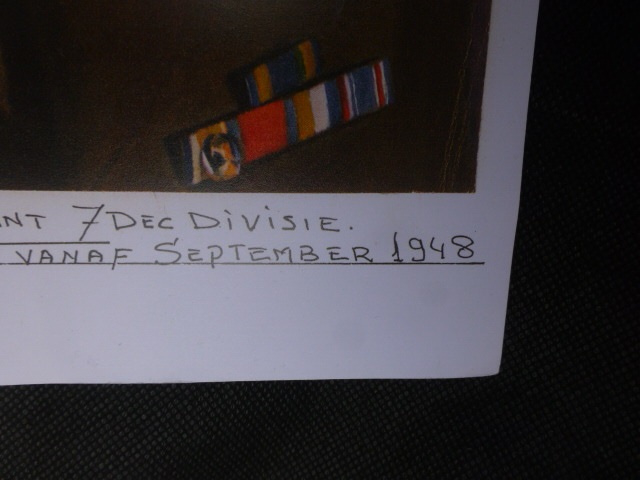 NT 7 DEC DIVISIE.
VANAF SEPTEMBER 1948